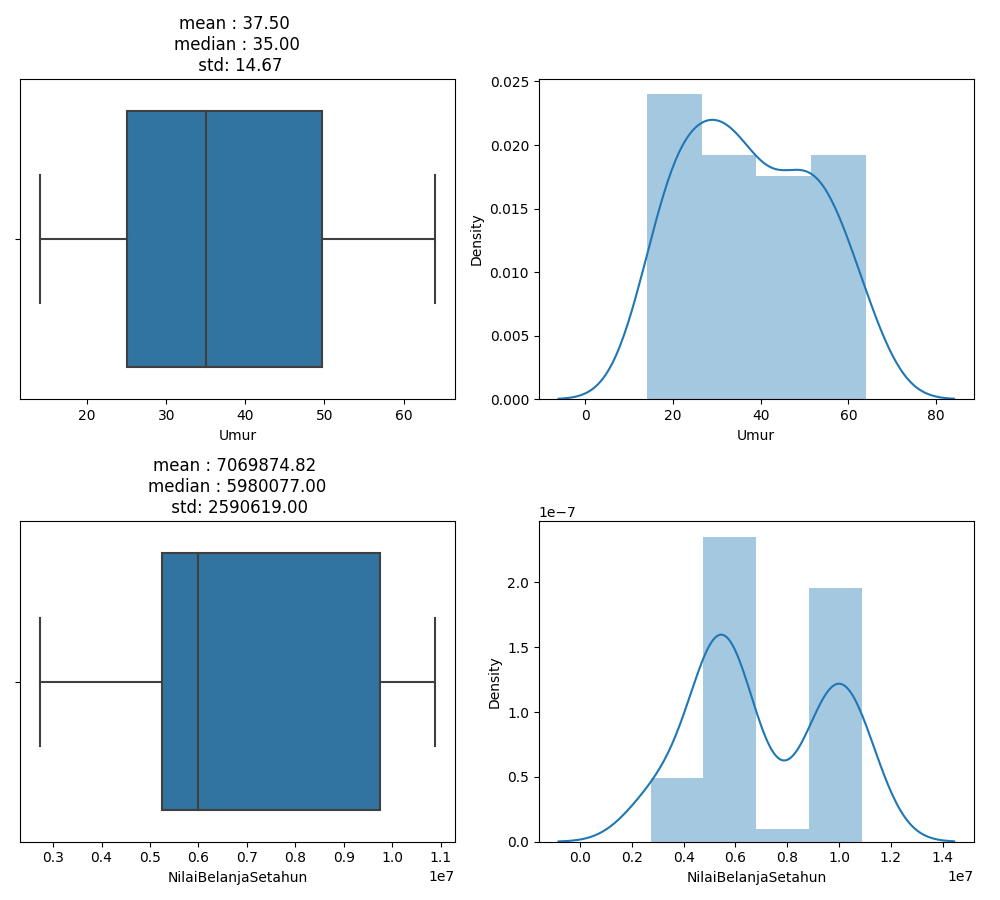 mean : 37.50
median : 35.00
std: 14.67
20 30 40 50 60
Umur
0.025
0.020
0.015
0.010
0.005
0.000
Density
0 20 40 60 80
Umur
mean : 7069874.82
median : 5980077.00
std: 2590619.00
0.3 0.4 0.5 0.6 0.7 0.8 0.9 1.0 1.1
1e7
NilaiBelanjaSetahun
1e−7
2.0
1.5
1.0
0.5
0.0
Density
0.0 0.2 0.4 0.6 0.8 1.0 1.2 1.4
1e7
NilaiBelanjaSetahun